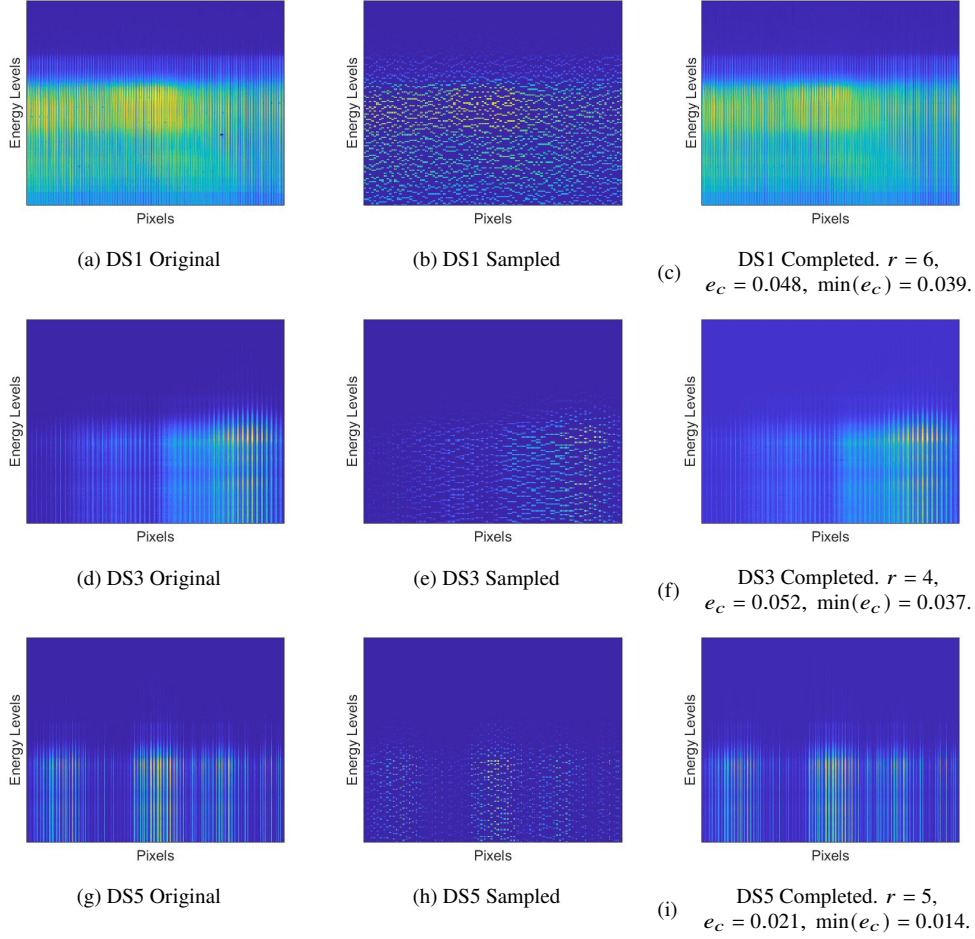 Energy Levels
Energy Levels
Energy Levels
Pixels
Pixels
Pixels
(a) DS1 Original
(b) DS1 Sampled
(c) DS1 Completed. r = 6,
e_c = 0.048, min(e_c) = 0.039.
Energy Levels
Energy Levels
Energy Levels
Pixels
Pixels
Pixels
(d) DS3 Original
(e) DS3 Sampled
(f) DS3 Completed. r = 4,
e_c = 0.052, min(e_c) = 0.037.
Energy Levels
Energy Levels
Energy Levels
Pixels
Pixels
Pixels
(g) DS5 Original
(h) DS5 Sampled
(i) DS5 Completed. r = 5,
e_c = 0.021, min(e_c) = 0.014.